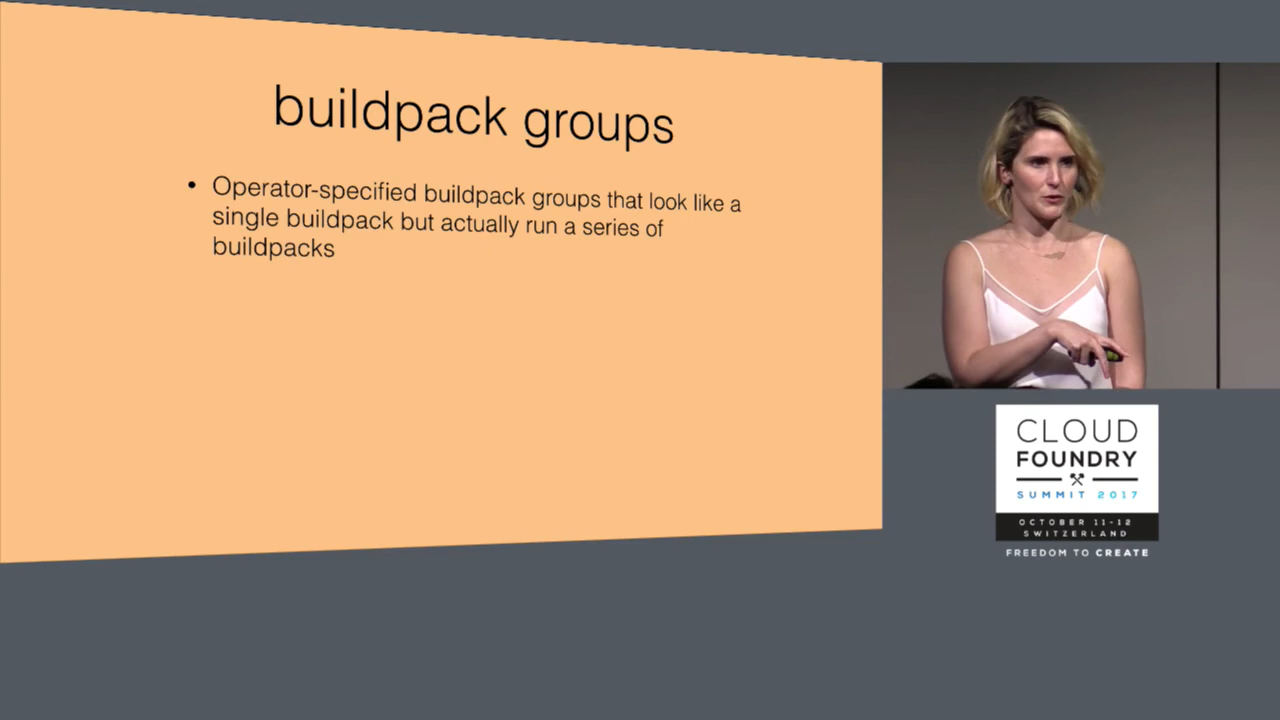 buildpack groups
• Operator-specified buildpack groups that look like a
single buildpack but actually run a series of
buildpacks
CLOUD
FOUNDRY
SUMMIT 2017
OCTOBER 11-12
SWITZERLAND
FREEDOM TO CREATE